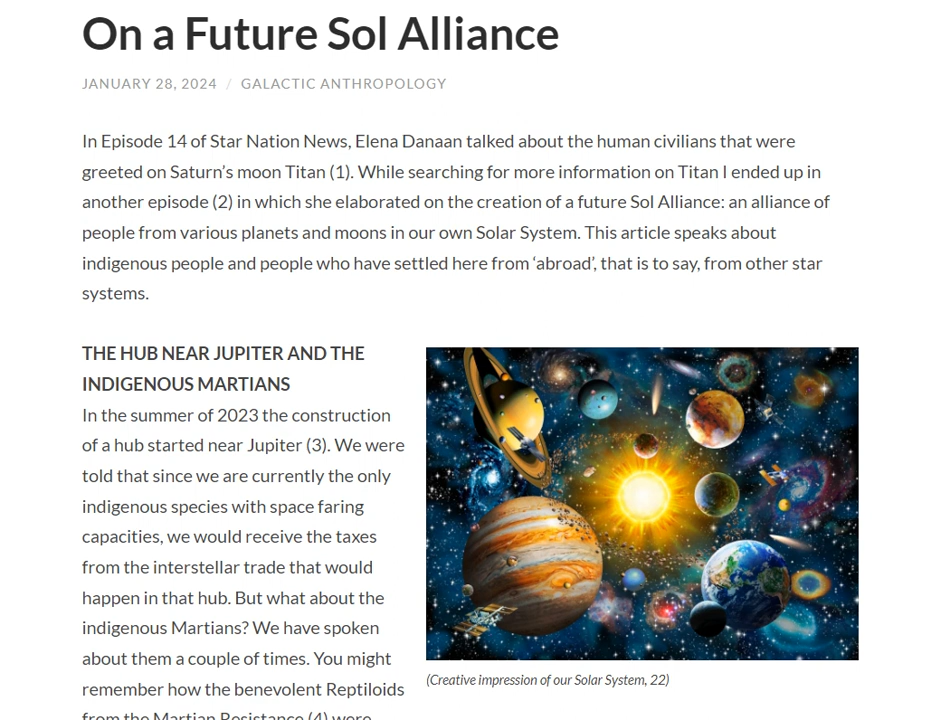 On a Future Sol Alliance
JANUARY 28, 2024 / GALACTIC ANTHROPOLOGY
In Episode 14 of Star Nation News, Elena Danaan talked about the human civilians that were
greeted on Saturn’s moon Titan (1). While searching for more information on Titan I ended up in
another episode (2) in which she elaborated on the creation of a future Sol Alliance: an alliance of
people from various planets and moons in our own Solar System. This article speaks about
indigenous people and people who have settled here from ‘abroad’, that is to say, from other star
systems.
THE HUB NEAR JUPITER AND THE
INDIGENOUS MARTIANS
In the summer of 2023 the construction
of a hub started near Jupiter (3). We were
told that since we are currently the only
indigenous species with space faring
capacities, we would receive the taxes
from the interstellar trade that would
happen in that hub. But what about the
indigenous Martians? We have spoken
about them a couple of times. You might
remember how the benevolent Reptiloids
from the Martian Resistance (4) were
(Creative impression of our Solar System, 22)